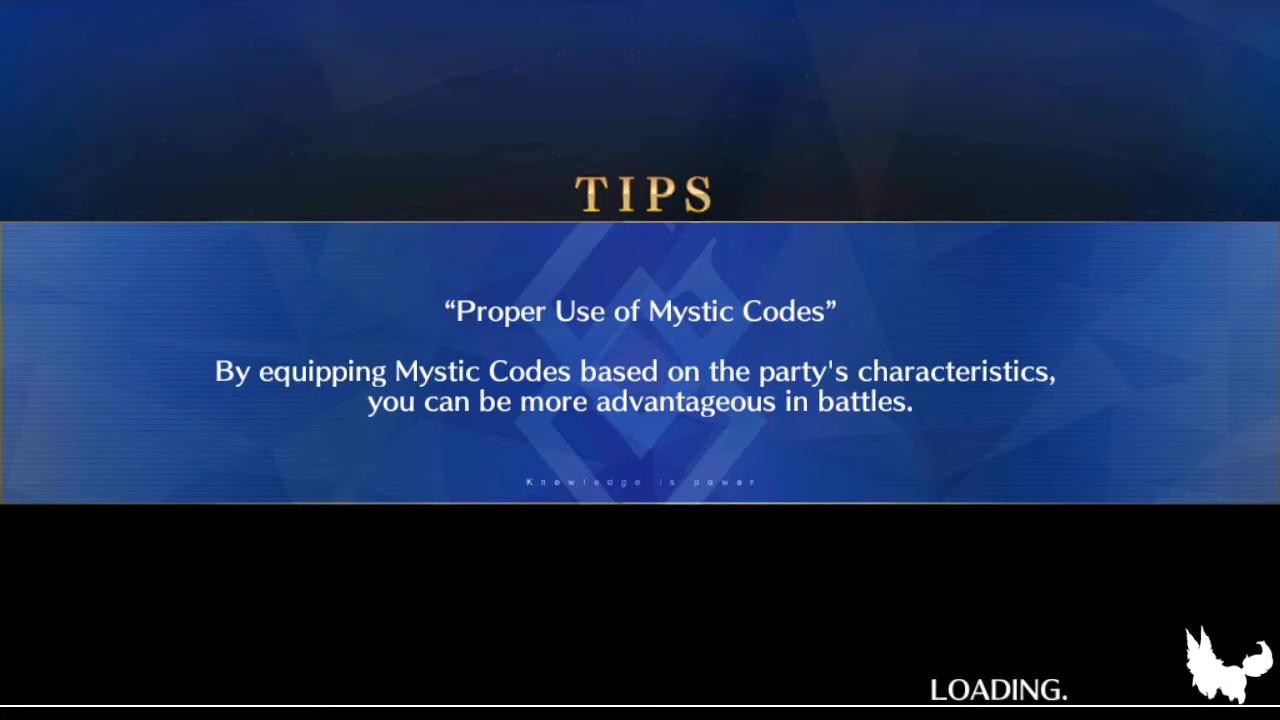 TIPS
“Proper Use of Mystic Codes”
By equipping Mystic Codes based on the party's characteristics,
you can be more advantageous in battles.
Knowledge is power.
LOADING.